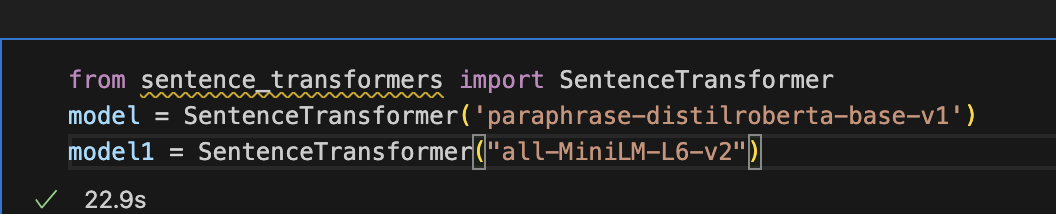 from sentence_transformers import SentenceTransformer
model = SentenceTransformer('paraphrase-distilroberta-base-v1')
model1 = SentenceTransformer("all-MiniLM-L6-v2")
✓ 22.9s